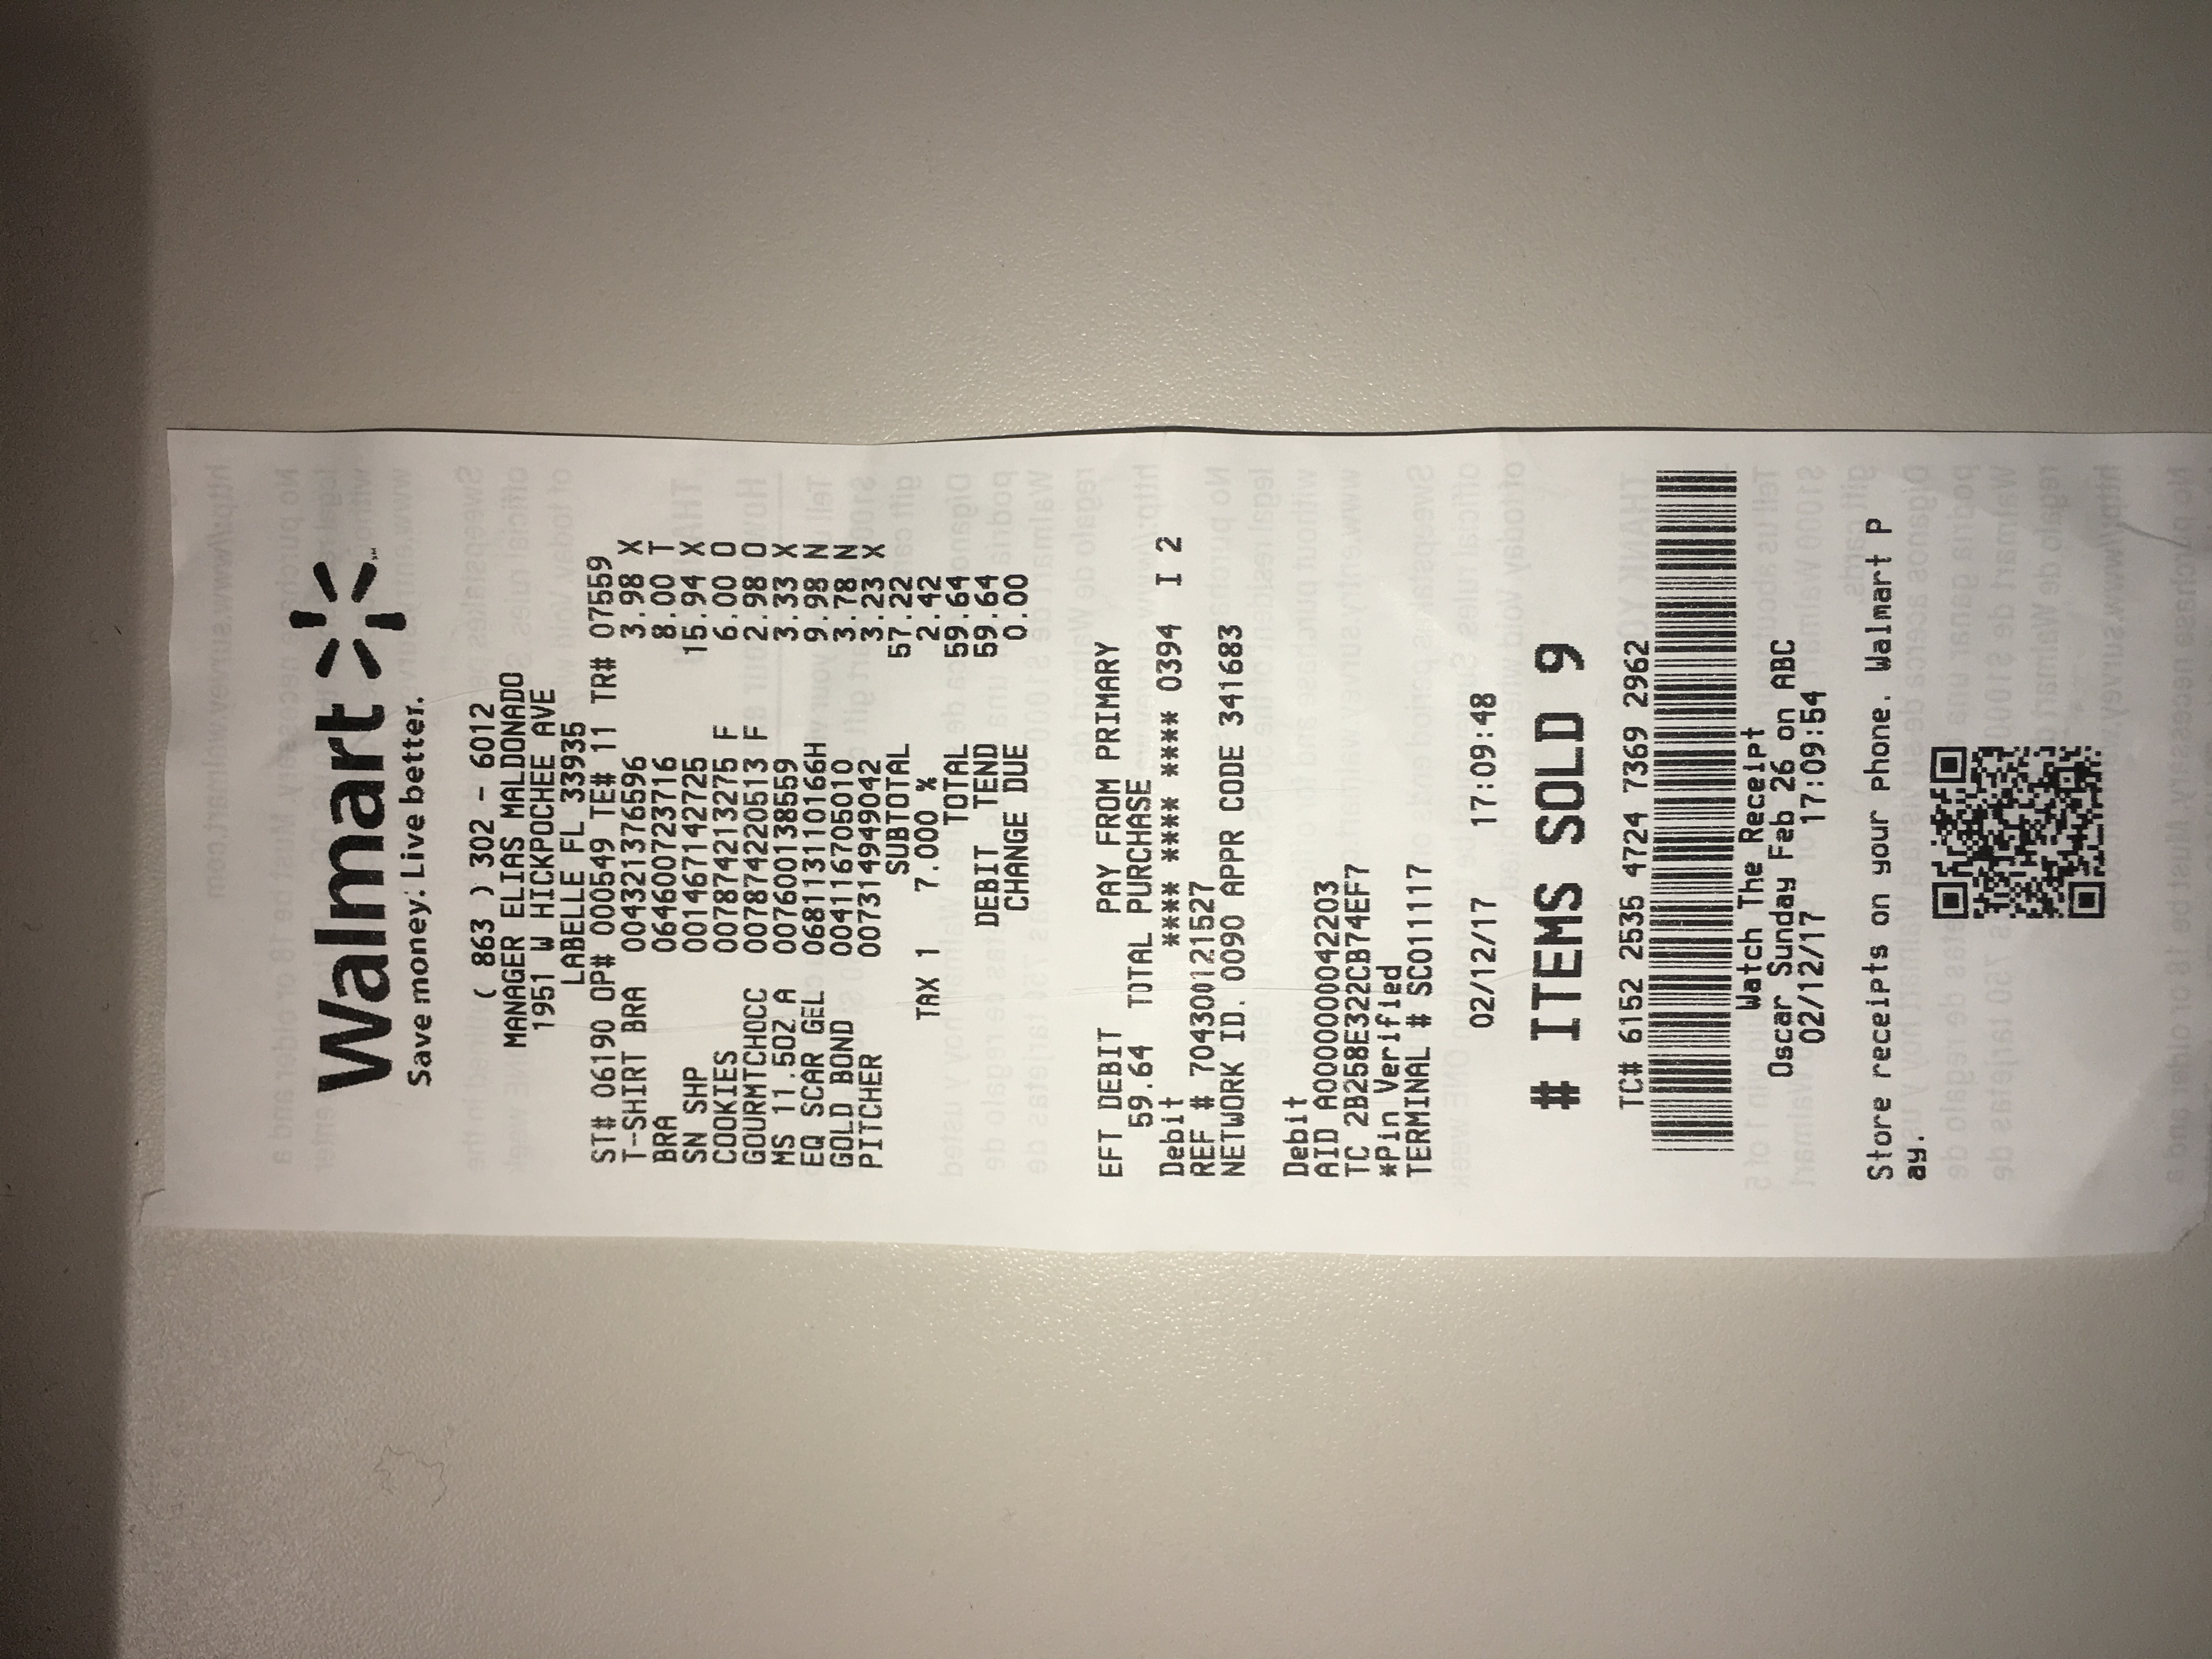 Walmart
Save money. Live better.
( 863 ) 302 - 6012
MANAGER ELIAS MALDONADO
1951 W HICKPOCHEE AVE
LABELLE FL 33935
ST# 06190 OP# 000549 TE# 11 TR# 07559
T-SHIRT BRA 004321376596 3.98 X
BRA 064600723716 8.00 T
SN SHP 001467142725 15.94 X
COOKIES 007874213275 F 6.00 O
GOURMTCHOCC 007874220513 F 2.98 O
MS 11.5OZ A 007600138559 3.33 X
EQ SCAR GEL 068113110166H 9.98 N
GOLD BOND 004116705010 3.78 N
PITCHER 007314949042 3.23 X
SUBTOTAL 57.22
TAX 1 7.000 % 2.42
TOTAL 59.64
DEBIT TEND 59.64
CHANGE DUE 0.00
EFT DEBIT PAY FROM PRIMARY
59.64 TOTAL PURCHASE
Debit **** **** **** 0394 I 2
REF # 704300121527
NETWORK ID. 0090 APPR CODE 341683
Debit
AID A0000000042203
TC 2B258E322CB74EF7
*Pin Verified
TERMINAL # SC011117
02/12/17 17:09:48
# ITEMS SOLD 9
TC# 6152 2535 4724 7369 2962
Watch The Receipt
Oscar Sunday Feb 26 on ABC
02/12/17 17:09:54
Store receipts on your phone. Walmart P
ay.